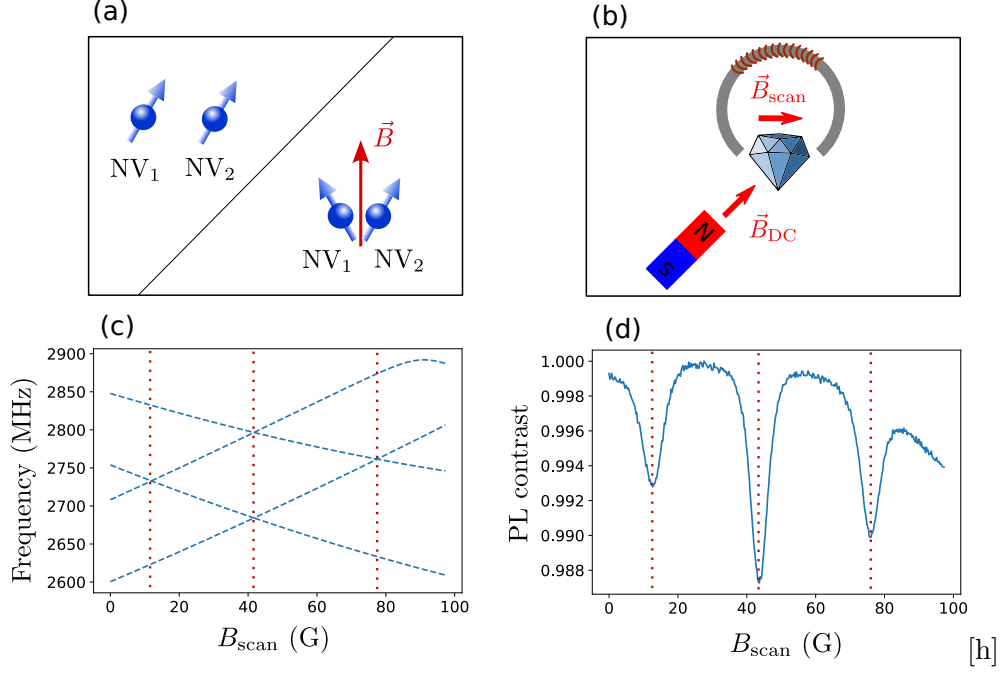 (a)
NV₁ NV₂
B⃗
NV₁ NV₂
(b)
B⃗scan
B⃗DC
N
S
(c)
Frequency (MHz)
2900
2850
2800
2750
2700
2650
2600
0 20 40 60 80 100
Bscan (G)
(d)
PL contrast
1.000
0.998
0.996
0.994
0.992
0.990
0.988
0 20 40 60 80 100
Bscan (G)
[h]